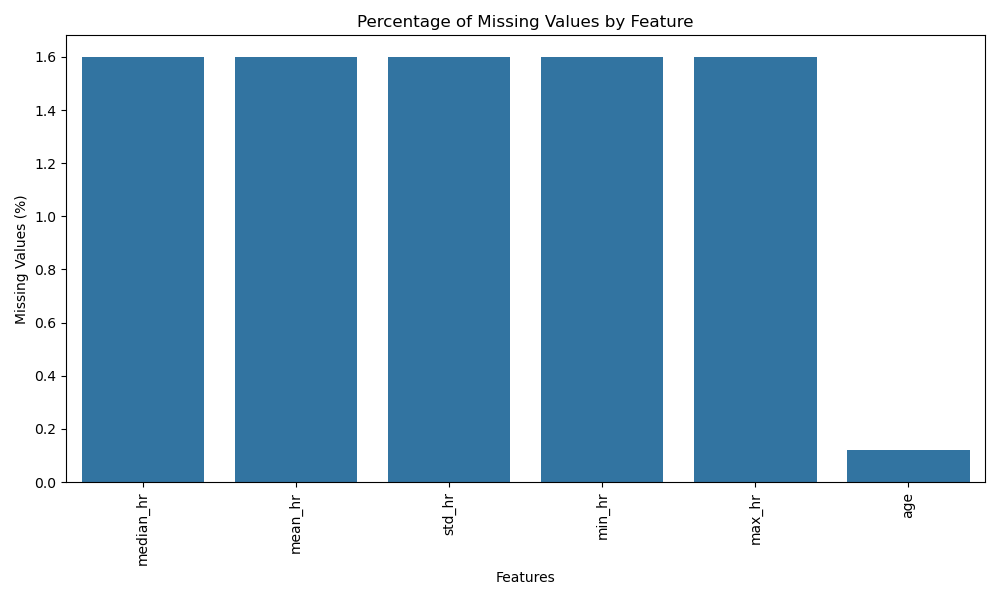 Percentage of Missing Values by Feature
Missing Values (%)
1.6
1.4
1.2
1.0
0.8
0.6
0.4
0.2
0.0
median_hr
mean_hr
std_hr
min_hr
max_hr
age
Features